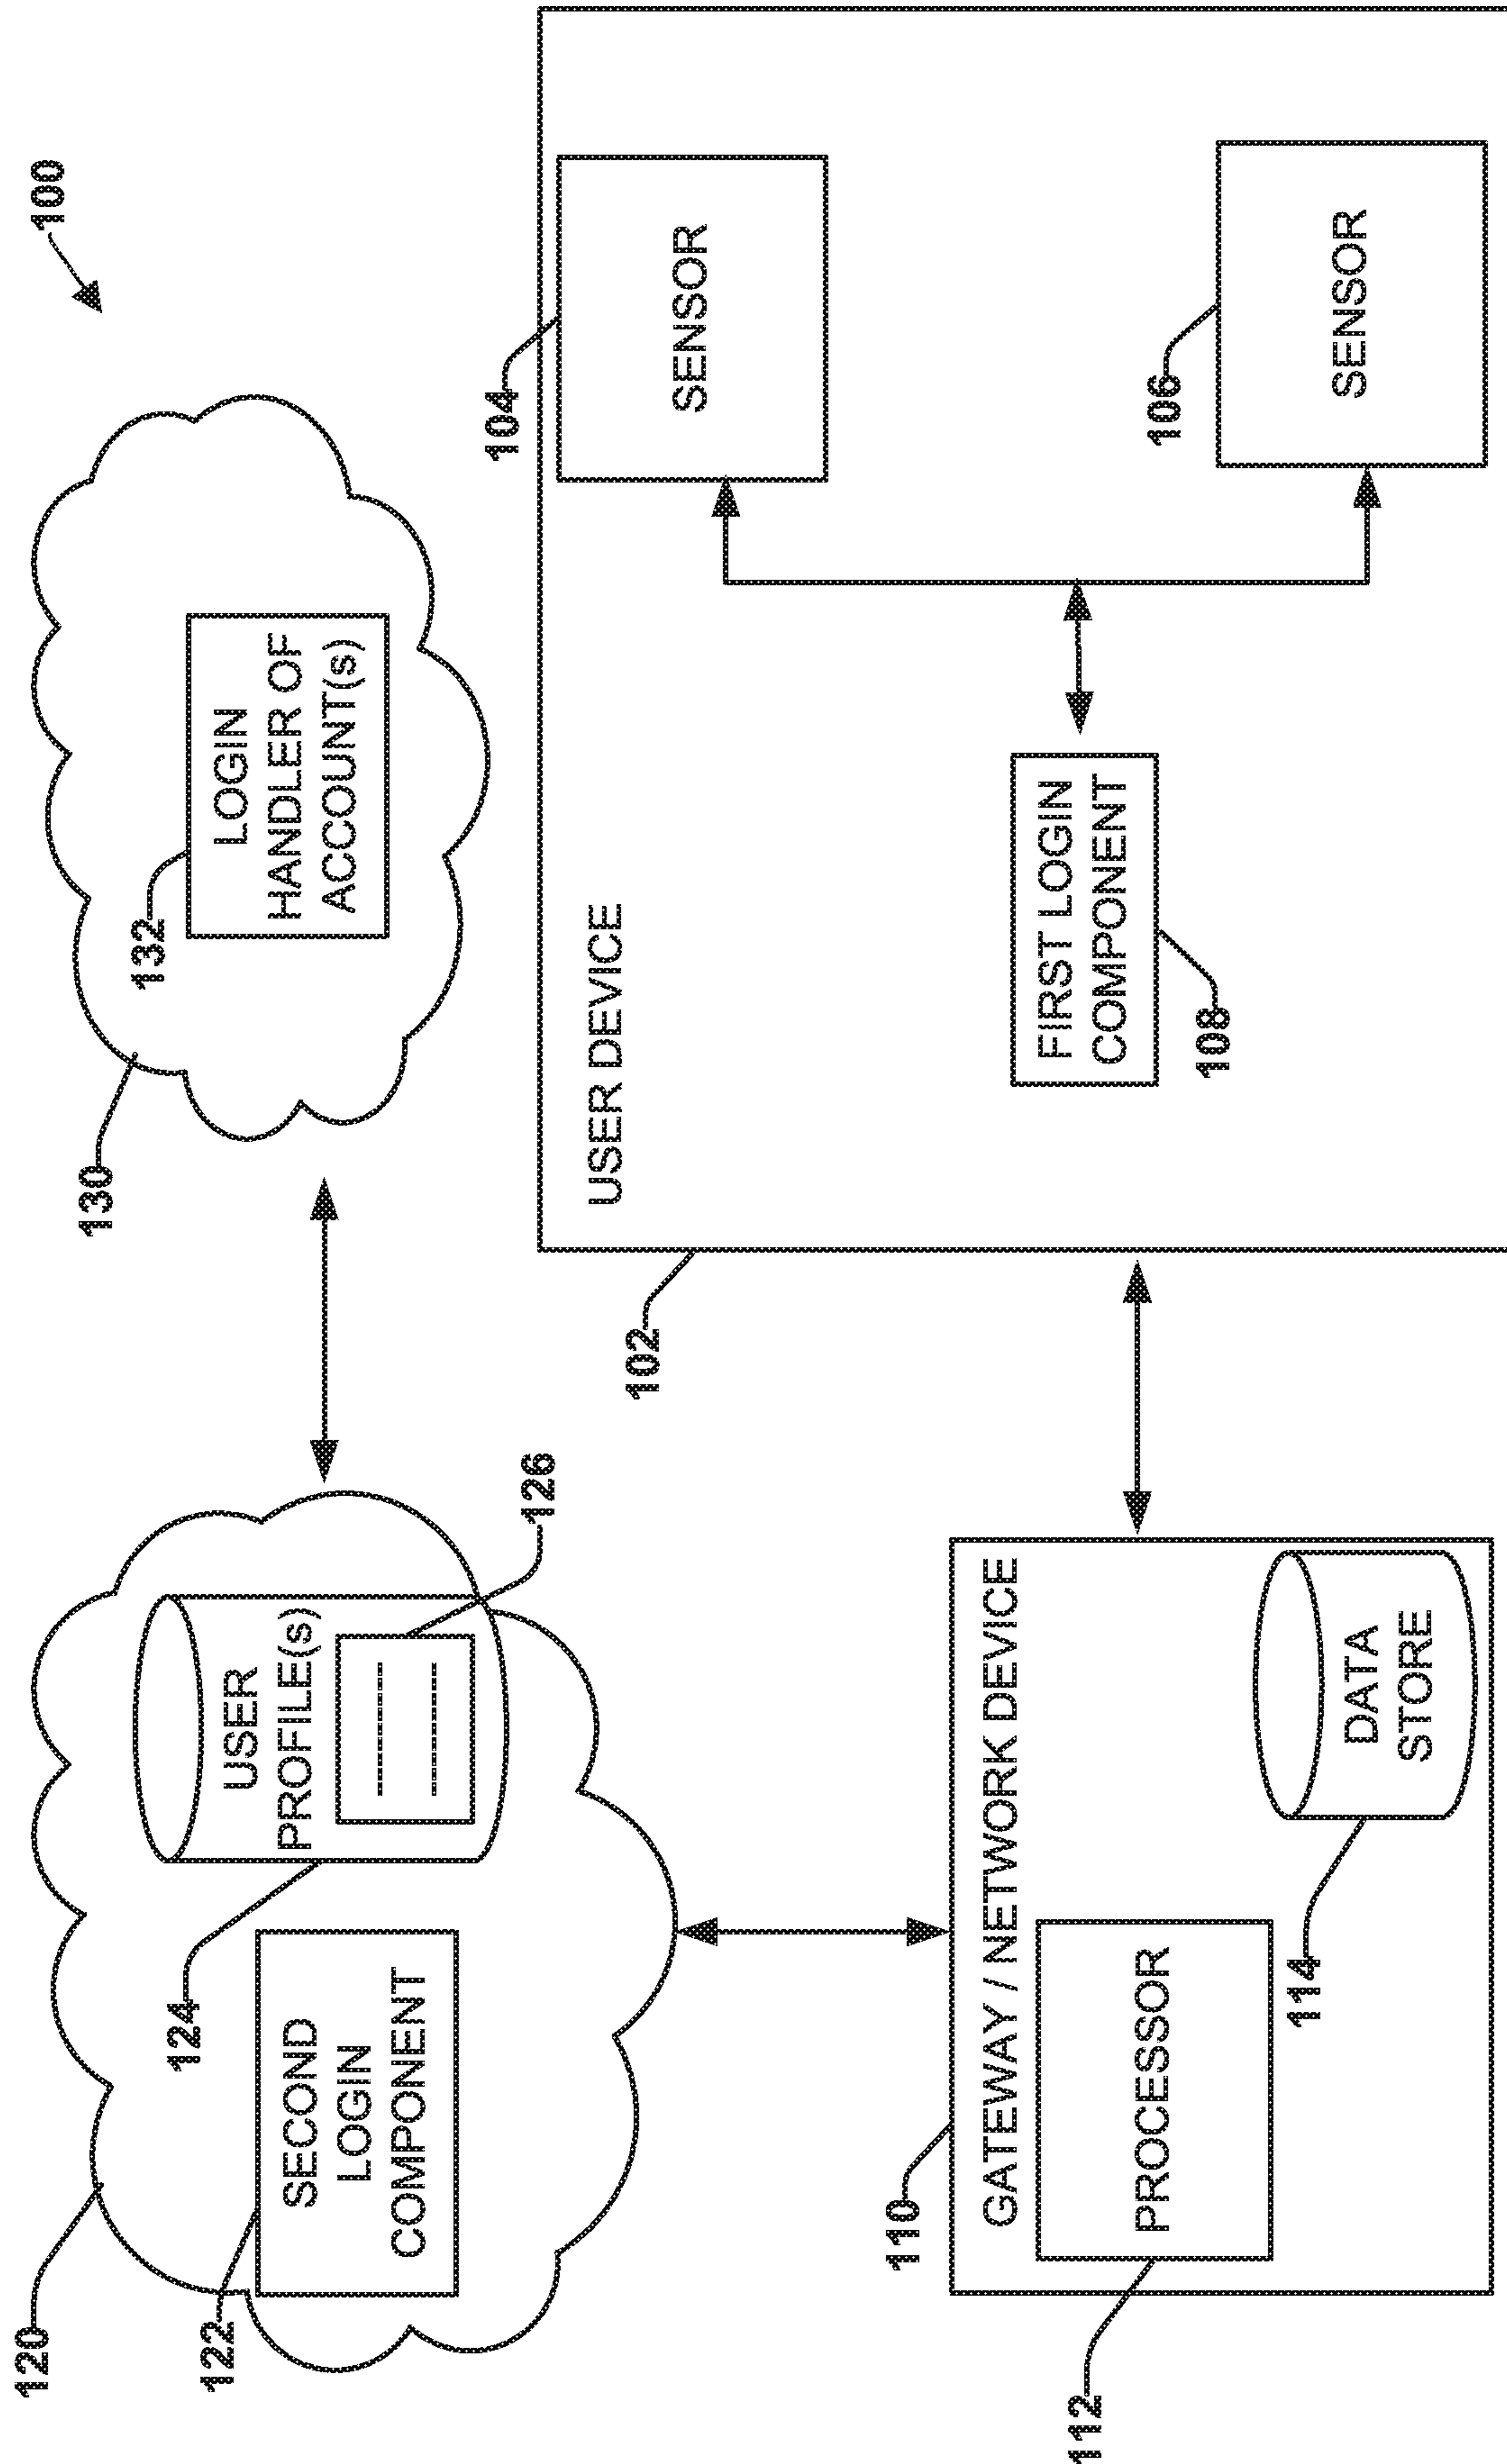 100
120
122
SECOND
LOGIN
COMPONENT
124
USER
PROFILE(s)
126
130
132
LOGIN
HANDLER OF
ACCOUNT(s)
110
GATEWAY / NETWORK DEVICE
112
PROCESSOR
114
DATA
STORE
102
USER DEVICE
104
SENSOR
106
SENSOR
108
FIRST LOGIN
COMPONENT